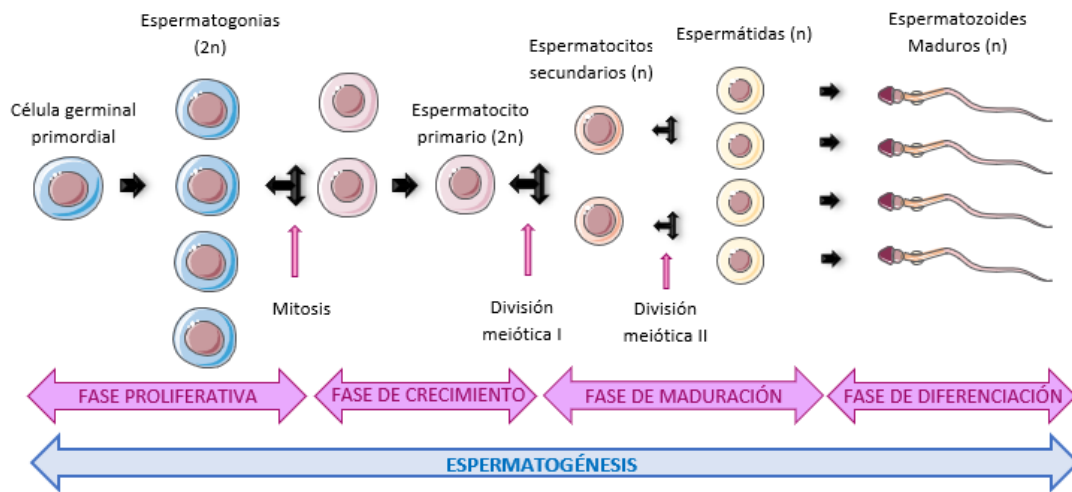 Espermatogonias
(2n)
Célula germinal
primordial
Mitosis
Espermatocito
primario (2n)
División
meiótica I
Espermatocitos
secundarios (n)
División
meiótica II
Espermátidas (n)
Espermatozoides
Maduros (n)
FASE PROLIFERATIVA
FASE DE CRECIMIENTO
FASE DE MADURACIÓN
FASE DE DIFERENCIACIÓN
ESPERMATOGÉNESIS